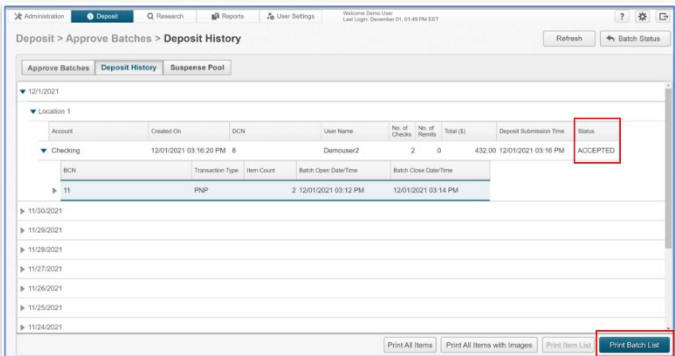 Administration Deposit Research Reports User Settings Welcome Demo User
Last Login: December 01, 01:49 PM EST
?
Deposit > Approve Batches > Deposit History Refresh Batch Status
Approve Batches Deposit History Suspense Pool
12/1/2021
Location 1
Account Created On DCN User Name No. of Checks No. of Remits Total ($) Deposit Submission Time Status
Checking 12/01/2021 03:16:20 PM 8 Demouser2 2 0 432.00 12/01/2021 03:16 PM ACCEPTED
BCN Transaction Type Item Count Batch Open Date/Time Batch Close Date/Time
11 PNP 2 12/01/2021 03:12 PM 12/01/2021 03:14 PM
11/30/2021
11/29/2021
11/28/2021
11/27/2021
11/26/2021
11/25/2021
11/24/2021
Print All Items Print All Items with Images Print Item List Print Batch List